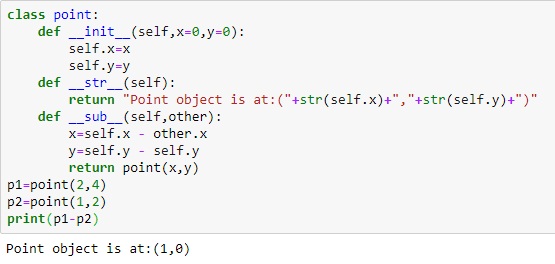 class point:
    def __init__(self,x=0,y=0):
        self.x=x
        self.y=y
    def __str__(self):
        return "Point object is at:("+str(self.x)+","+str(self.y)+")"
    def __sub__(self,other):
        x=self.x - other.x
        y=self.y - self.y
        return point(x,y)
p1=point(2,4)
p2=point(1,2)
print(p1-p2)
Point object is at:(1,0)